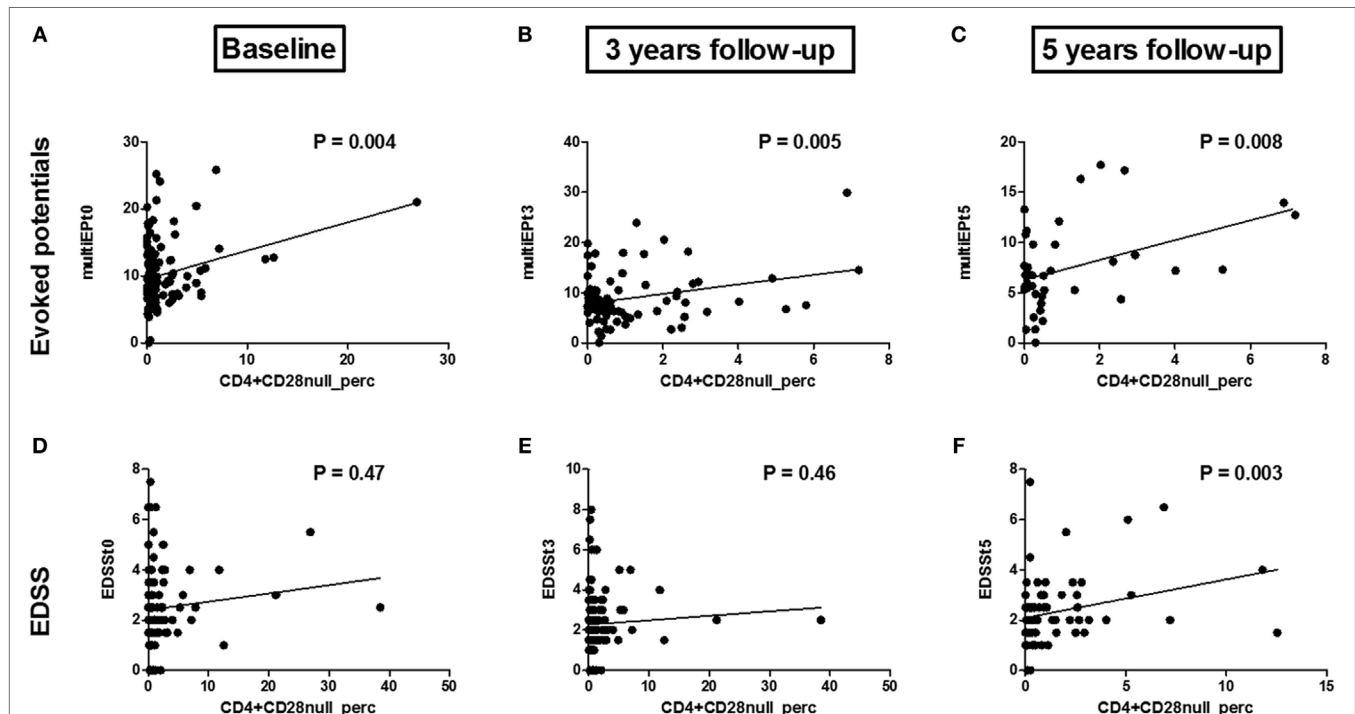 A
Baseline
B
3 years follow-up
C
5 years follow-up
Evoked potentials
P = 0.004
multiEPt0
30
20
10
0
0 10 20 30
CD4+CD28null_perc
P = 0.005
multiEPt3
40
30
20
10
0
0 2 4 6 8
CD4+CD28null_perc
P = 0.008
multiEPt5
20
15
10
5
0
0 2 4 6 8
CD4+CD28null_perc
EDSS
D
P = 0.47
EDSSt0
8
6
4
2
0
0 10 20 30 40 50
CD4+CD28null_perc
E
P = 0.46
EDSSt3
10
8
6
4
2
0
0 10 20 30 40 50
CD4+CD28null_perc
F
P = 0.003
EDSSt5
8
6
4
2
0
0 5 10 15
CD4+CD28null_perc